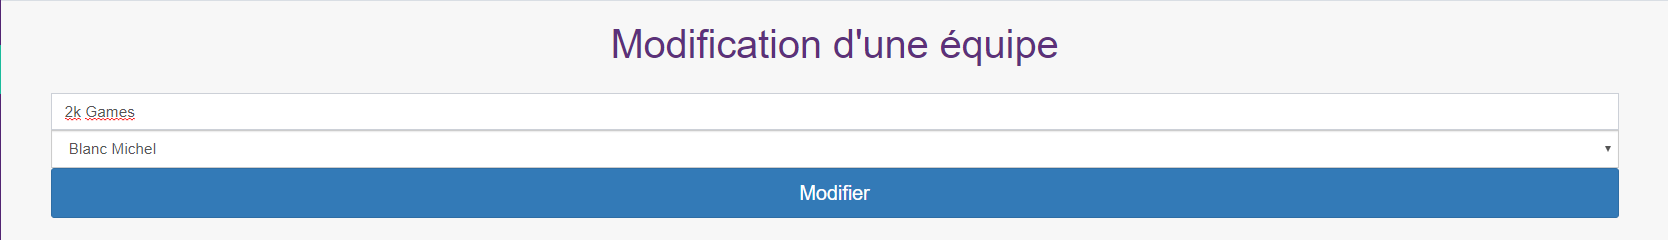 Modification d'une équipe
2k Games
Blanc Michel
Modifier